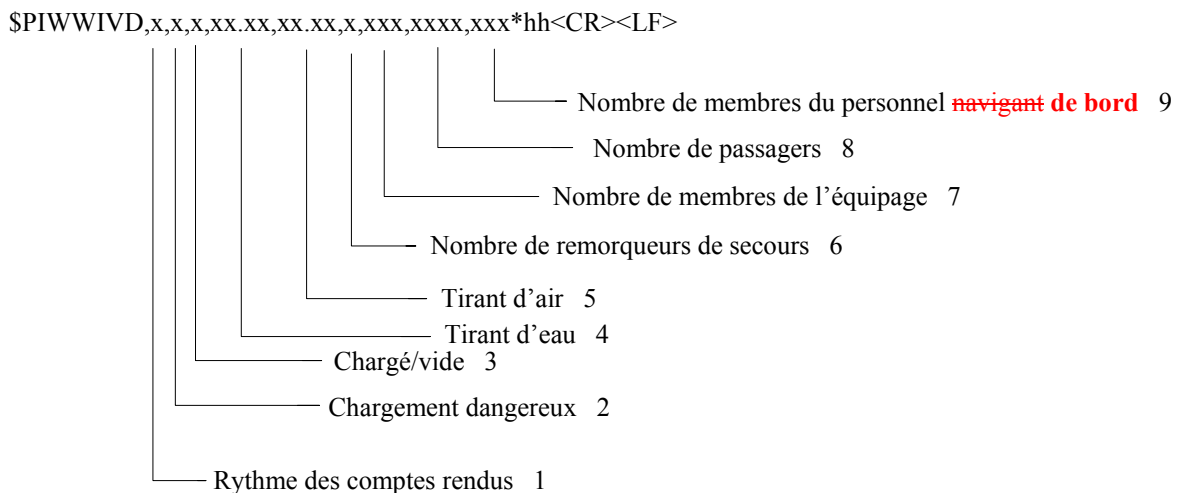 $PIWWIVD,x,x,x,xx.xx,xx.xx,x,xxx,xxxx,xxx*hh<CR><LF>
Nombre de membres du personnel navigant de bord 9
Nombre de passagers 8
Nombre de membres de l’équipage 7
Nombre de remorqueurs de secours 6
Tirant d’air 5
Tirant d’eau 4
Chargé/vide 3
Chargement dangereux 2
Rythme des comptes rendus 1